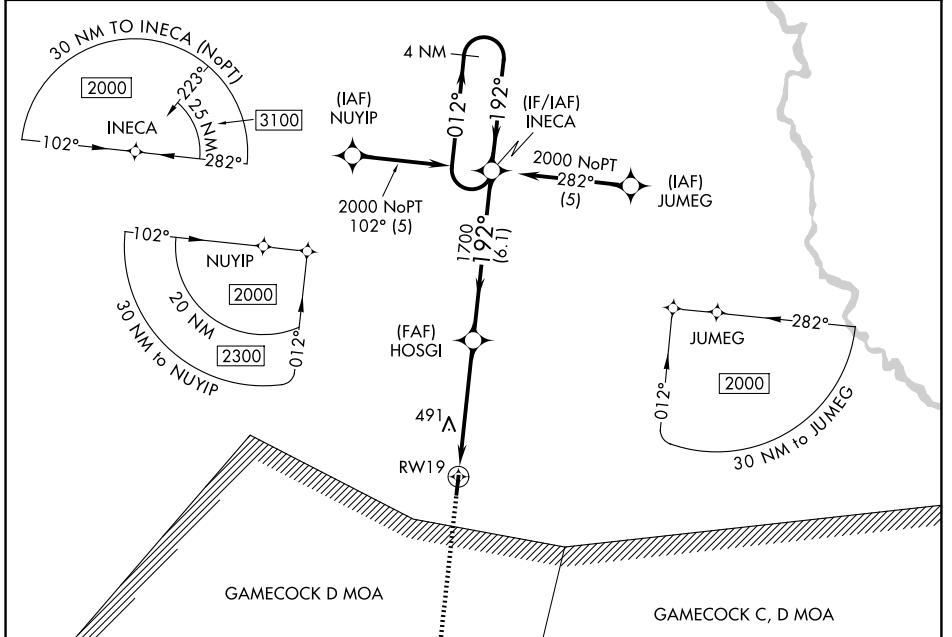 30 NM TO INECA (NoPT)
2000
223°
25 NM
3100
INECA
102°
282°
4 NM
012°
192°
(IAF)
NUYIP
(IF/IAF)
INECA
2000 NoPT
282°
(5)
(IAF)
JUMEG
2000 NoPT
102° (5)
1700
192°
(6.1)
102°
NUYIP
2000
20 NM
2300
012°
30 NM to NUYIP
(FAF)
HOSGI
282°
JUMEG
2000
012°
30 NM to JUMEG
491
RW19
GAMECOCK D MOA
GAMECOCK C, D MOA